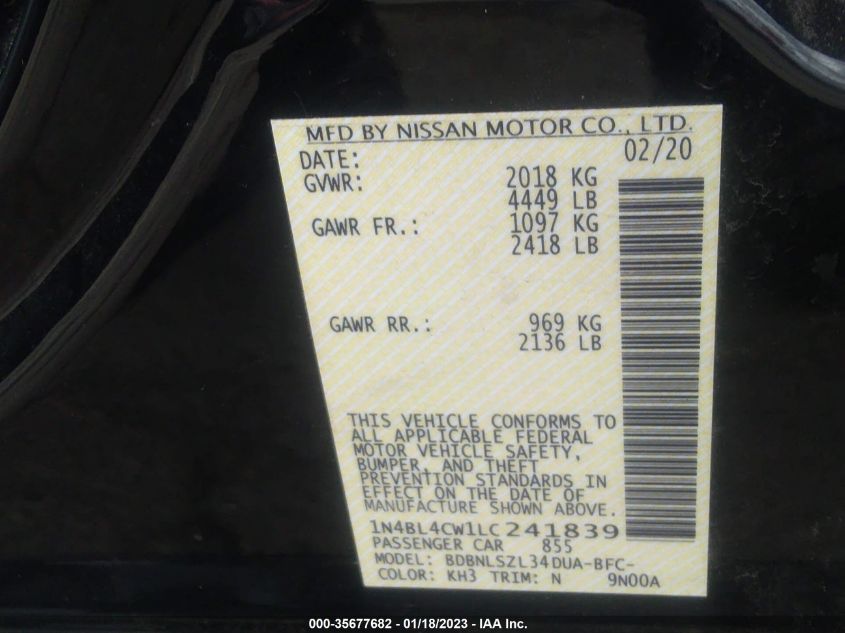 MFD BY NISSAN MOTOR CO., LTD.
DATE: 02/20
GVWR: 2018 KG
4449 LB
GAWR FR.: 1097 KG
2418 LB
GAWR RR.: 969 KG
2136 LB
THIS VEHICLE CONFORMS TO
ALL APPLICABLE FEDERAL
MOTOR VEHICLE SAFETY,
BUMPER, AND THEFT
PREVENTION STANDARDS IN
EFFECT ON THE DATE OF
MANUFACTURE SHOWN ABOVE.
1N4BL4CW1LC241839
PASSENGER CAR 855
MODEL: BDBNLSZL34DUA-BFC-
COLOR: KH3 TRIM: N 9N00A
000-35677682 - 01/18/2023 - IAA Inc.